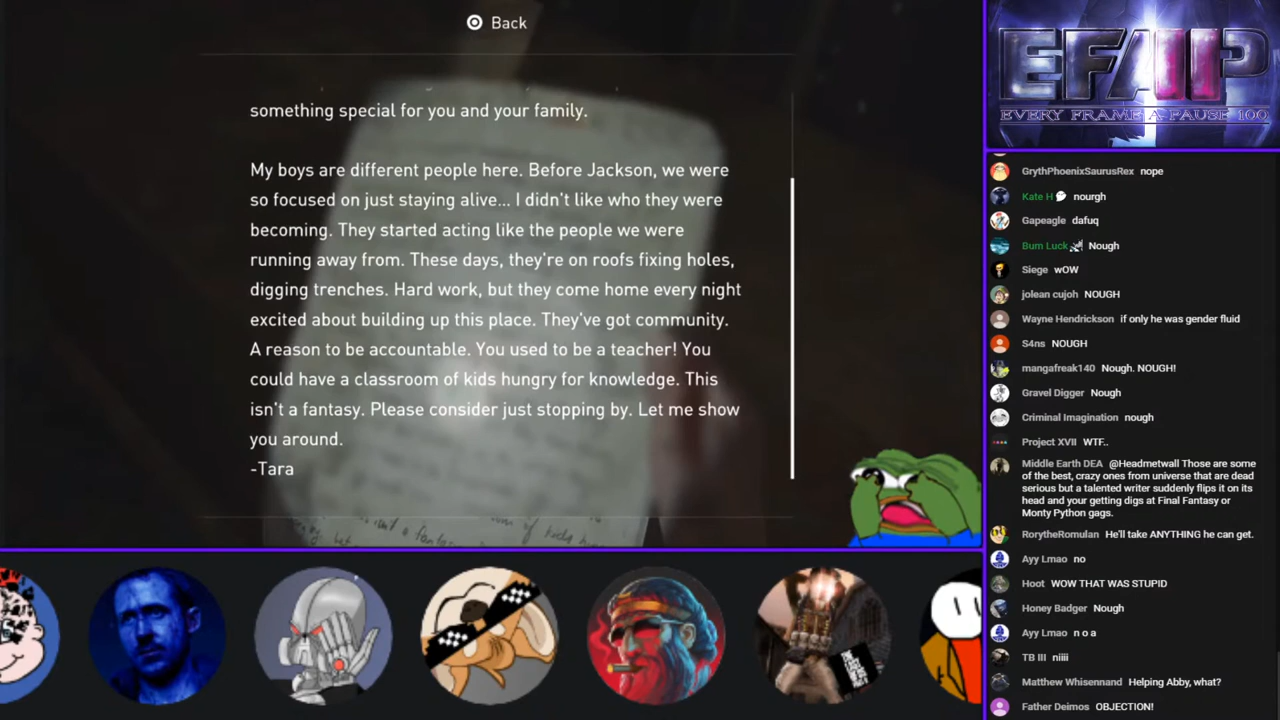 Back
something special for you and your family.
My boys are different people here. Before Jackson, we were
so focused on just staying alive... I didn't like who they were
becoming. They started acting like the people we were
running away from. These days, they're on roofs fixing holes,
digging trenches. Hard work, but they come home every night
excited about building up this place. They've got community.
A reason to be accountable. You used to be a teacher! You
could have a classroom of kids hungry for knowledge. This
isn't a fantasy. Please consider just stopping by. Let me show
you around.
-Tara
EFAP
EVERY FRAME A PAUSE 100
GrythPhoenixSaurusRex nope
Kate H nourgh
Gapeagle dafuq
Bum Luck Nough
Siege wOW
jolean cujoh NOUGH
Wayne Hendrickson if only he was gender fluid
S4ns NOUGH
mangafreak140 Nough. NOUGH!
Gravel Digger Nough
Criminal Imagination nough
Project XVII WTF..
Middle Earth DEA @Headmetwall Those are some
of the best, crazy ones from universe that are dead
serious but a talented writer suddenly flips it on its
head and your getting digs at Final Fantasy or
Monty Python gags.
RorytheRomulan He'll take ANYTHING he can get.
Ayy Lmao no
Hoot WOW THAT WAS STUPID
Honey Badger Nough
Ayy Lmao n o a
TB III niiii
Matthew Whisennand Helping Abby, what?
Father Deimos OBJECTION!